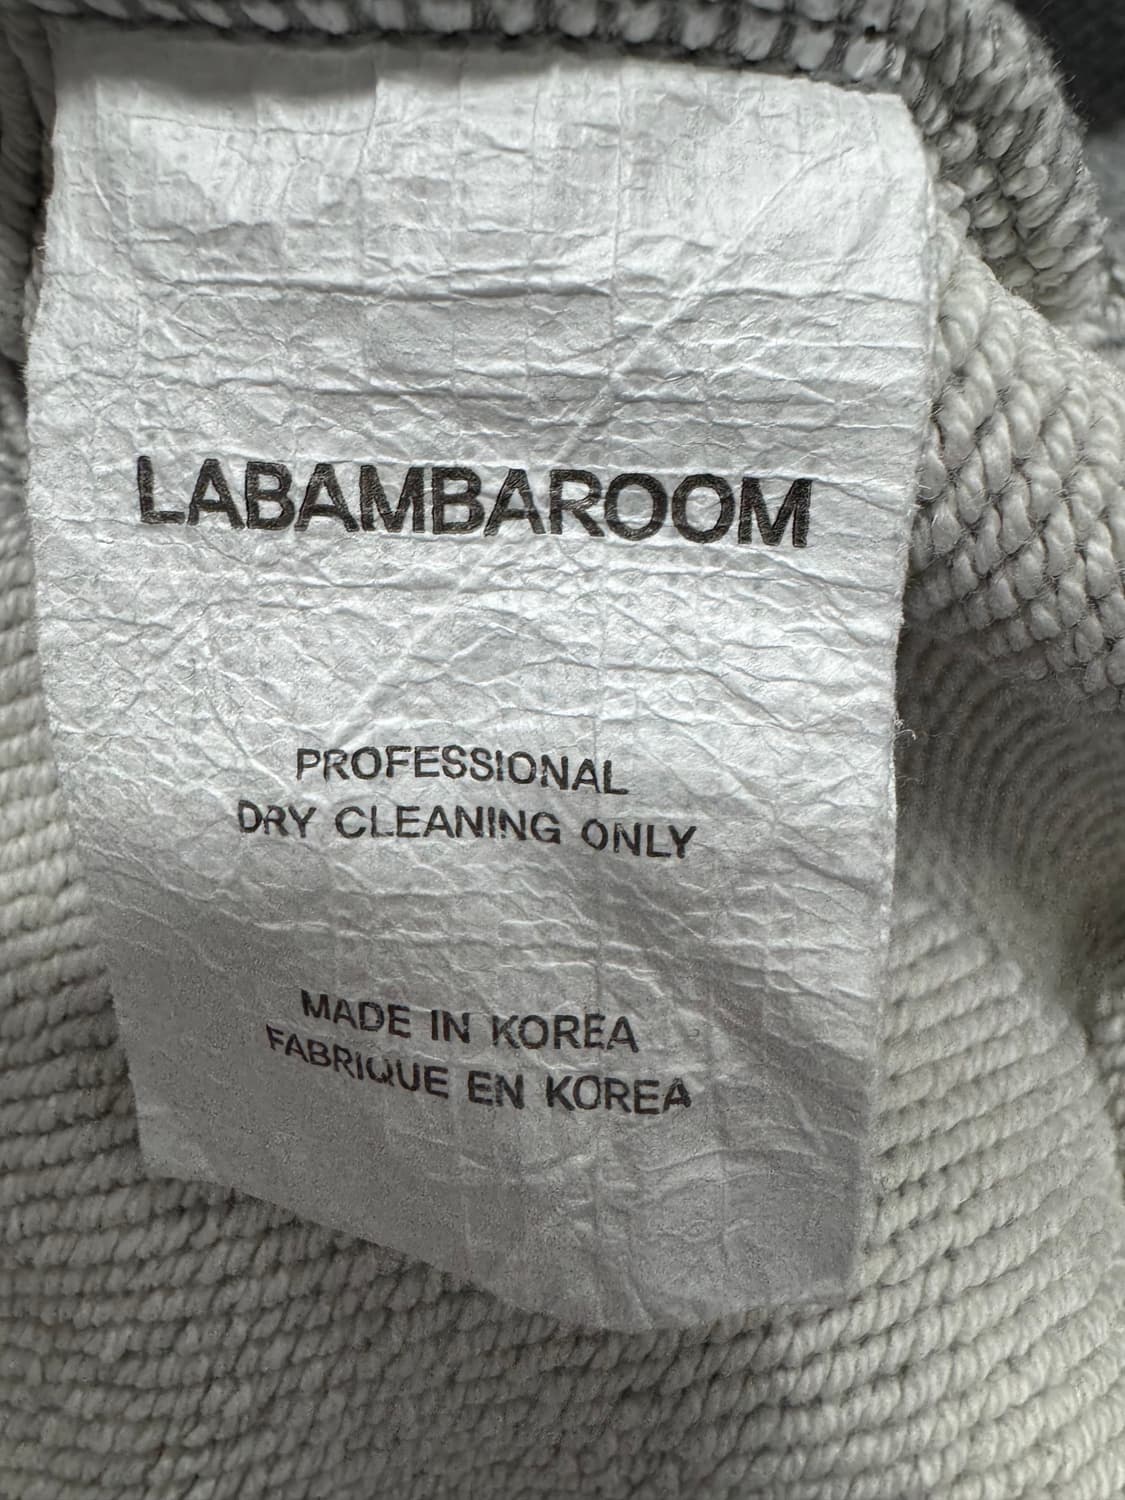 LABAMBAROOM
PROFESSIONAL
DRY CLEANING ONLY
MADE IN KOREA
FABRIQUE EN KOREA